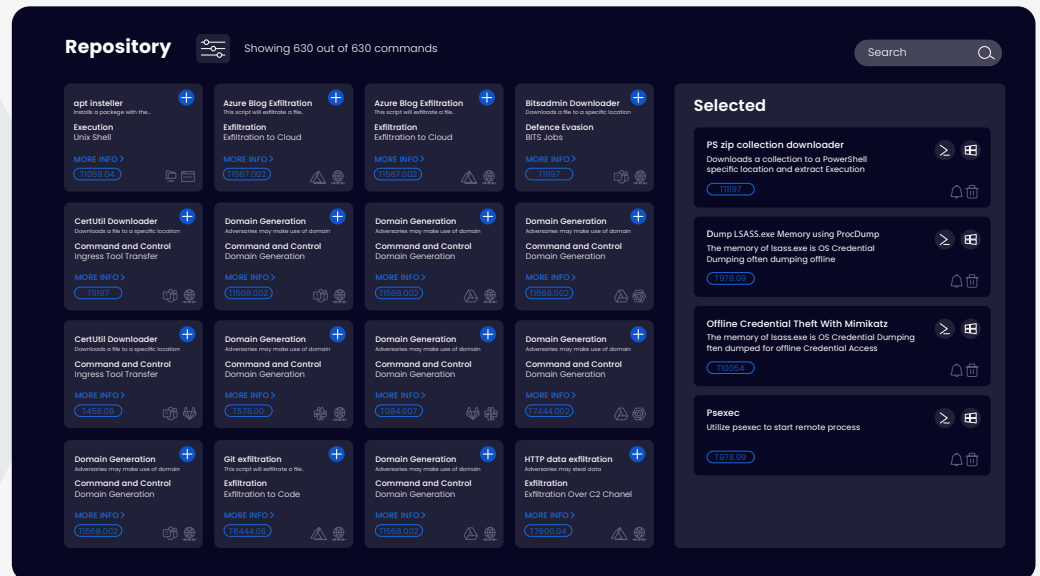 Repository
Showing 630 out of 630 commands
Search
apt insteller
Installs a packege with the..
Execution
Unix Shell
MORE INFO >
T1059.04
Azure Blog Exfiltration
This script will exfiltrate a file.
Exfiltration
Exfiltration to Cloud
MORE INFO >
T1567.002
Azure Blog Exfiltration
This script will exfiltrate a file.
Exfiltration
Exfiltration to Cloud
MORE INFO >
T1567.002
Bitsadmin Downloader
Downloads a file to a specific location
Defence Evasion
BITS Jobs
MORE INFO >
T11197
CertUtil Downloader
Downloads a file to a specific location
Command and Control
Ingress Tool Transfer
MORE INFO >
T11197
Domain Generation
Adversaries may make use of domain
Command and Control
Domain Generation
MORE INFO >
T1568.002
Domain Generation
Adversaries may make use of domain
Command and Control
Domain Generation
MORE INFO >
T1568.002
Domain Generation
Adversaries may make use of domain
Command and Control
Domain Generation
MORE INFO >
T1568.002
CertUtil Downloader
Downloads a file to a specific location
Command and Control
Ingress Tool Transfer
MORE INFO >
T456.09
Domain Generation
Adversaries may make use of domain
Command and Control
Domain Generation
MORE INFO >
T578.00
Domain Generation
Adversaries may make use of domain
Command and Control
Domain Generation
MORE INFO >
T084.007
Domain Generation
Adversaries may make use of domain
Command and Control
Domain Generation
MORE INFO >
T7444.002
Domain Generation
Adversaries may make use of domain
Command and Control
Domain Generation
MORE INFO >
T1568.002
Git exfiltration
This script will exfiltrate a file.
Exfiltration
Exfiltration to Code
MORE INFO >
T6444.08
Domain Generation
Adversaries may make use of domain
Command and Control
Domain Generation
MORE INFO >
T1568.002
HTTP data exfiltration
Adversaries may steal data
Exfiltration
Exfiltration Over C2 Chanel
MORE INFO >
T7600.04
Selected
PS zip collection downloader
Downloads a collection to a PowerShell
specific location and extract Execution
T11197
Dump LSASS.exe Memory using ProcDump
The memory of lsass.exe is OS Credential
Dumping often dumping offline
T978.09
Offline Credential Theft With Mimikatz
The memory of lsass.exe is OS Credential Dumping
ften dumped for offline Credential Access
T10054
Psexec
Utilize psexec to start remote process
T978.09